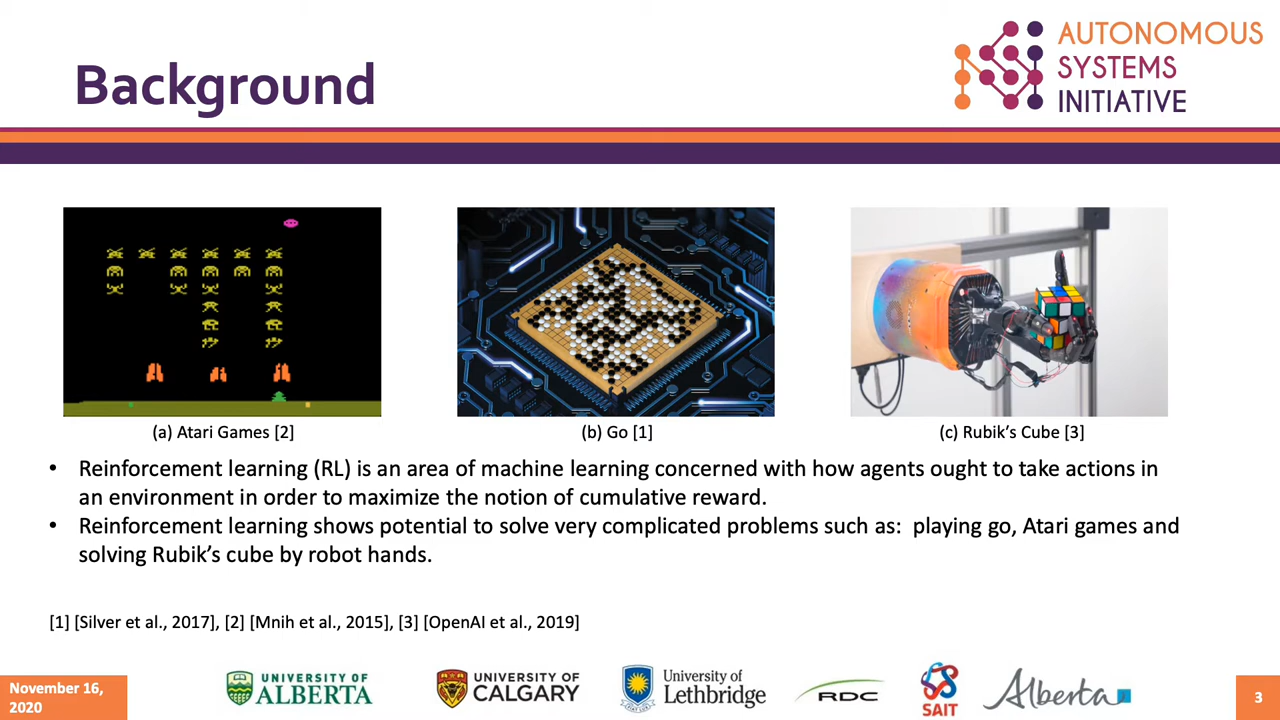 Background
AUTONOMOUS
SYSTEMS
INITIATIVE
(a) Atari Games [2]
(b) Go [1]
(c) Rubik’s Cube [3]
• Reinforcement learning (RL) is an area of machine learning concerned with how agents ought to take actions in
an environment in order to maximize the notion of cumulative reward.
• Reinforcement learning shows potential to solve very complicated problems such as:  playing go, Atari games and
solving Rubik’s cube by robot hands.
[1] [Silver et al., 2017], [2] [Mnih et al., 2015], [3] [OpenAI et al., 2019]
November 16,
2020
UNIVERSITY OF
ALBERTA
UNIVERSITY OF
CALGARY
University of
Lethbridge
RDC
SAIT
Alberta
3